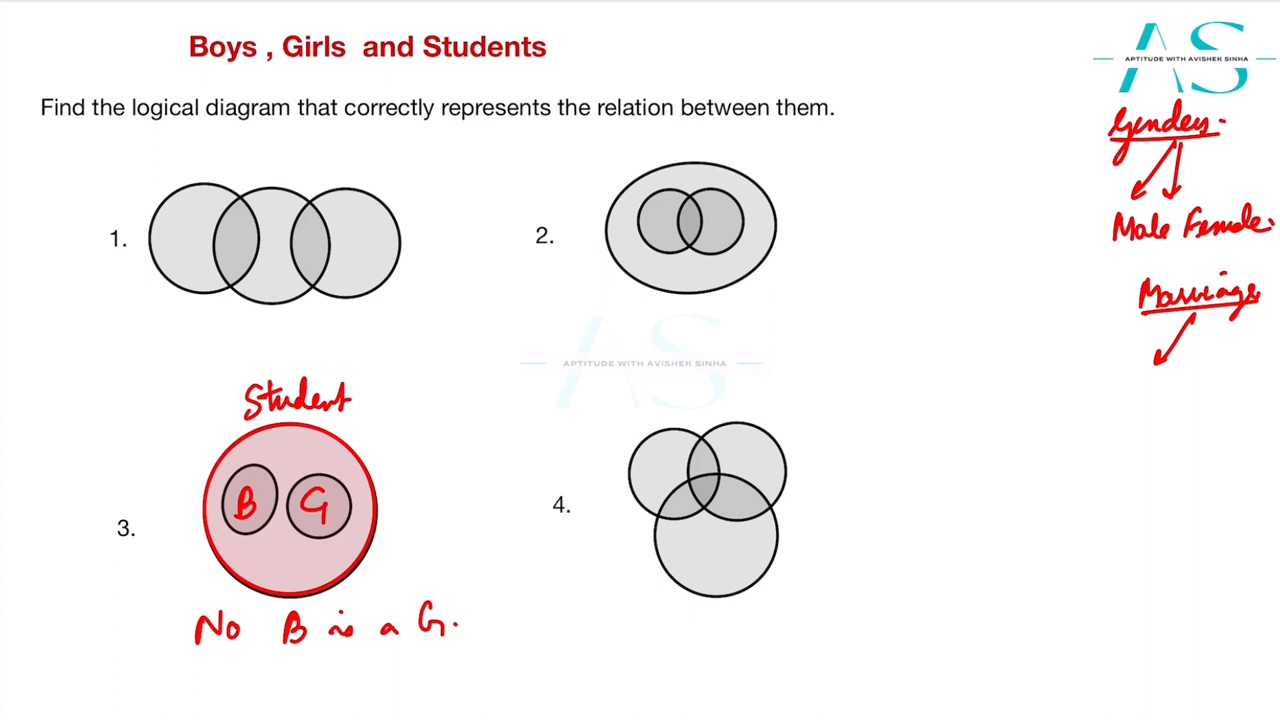 Boys , Girls and Students
AS
APTITUDE WITH AVISHEK SINHA
Find the logical diagram that correctly represents the relation between them.
Gender.
Male Female.
Marriage
1.
2.
AS
APTITUDE WITH AVISHEK SINHA
Student
B G
3.
4.
No B is a G.